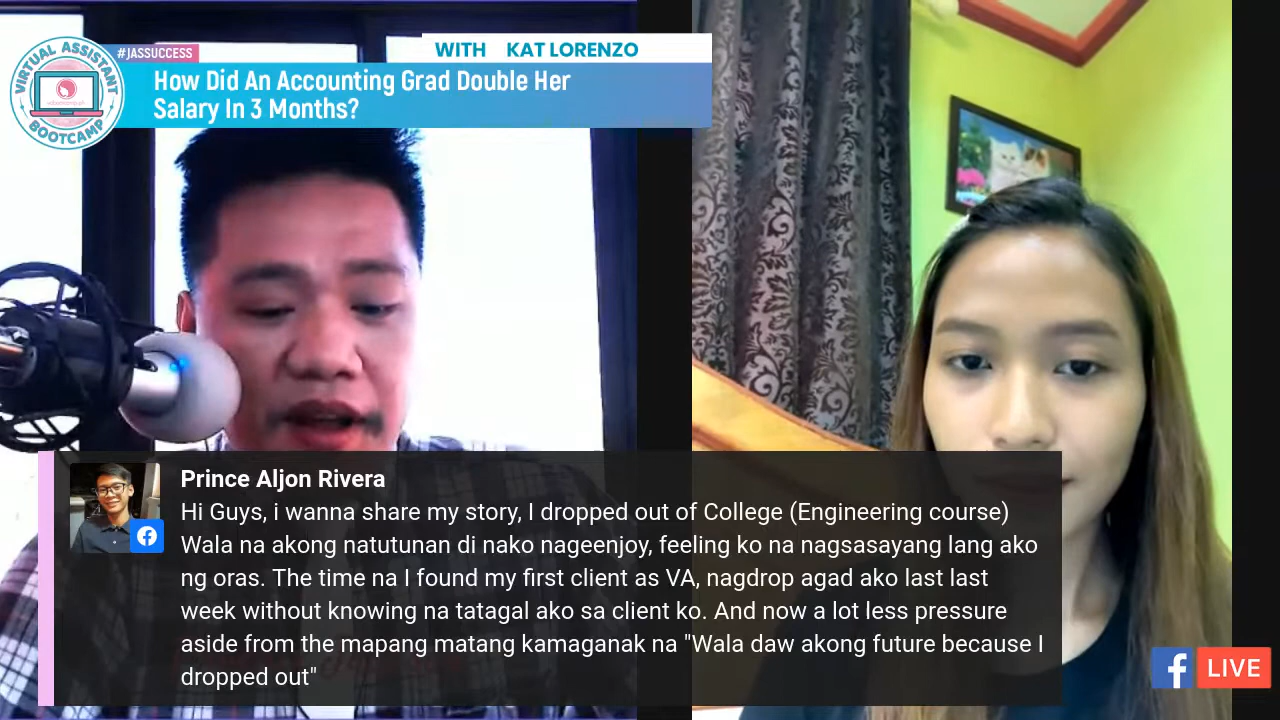 VIRTUAL ASSISTANT
BOOTCAMP
#JASSUCCESS
WITH KAT LORENZO
How Did An Accounting Grad Double Her
Salary In 3 Months?
Prince Aljon Rivera
Hi Guys, i wanna share my story, I dropped out of College (Engineering course)
Wala na akong natutunan di nako nageenjoy, feeling ko na nagsasayang lang ako
ng oras. The time na I found my first client as VA, nagdrop agad ako last last
week without knowing na tatagal ako sa client ko. And now a lot less pressure
aside from the mapang matang kamaganak na "Wala daw akong future because I
dropped out"
f LIVE